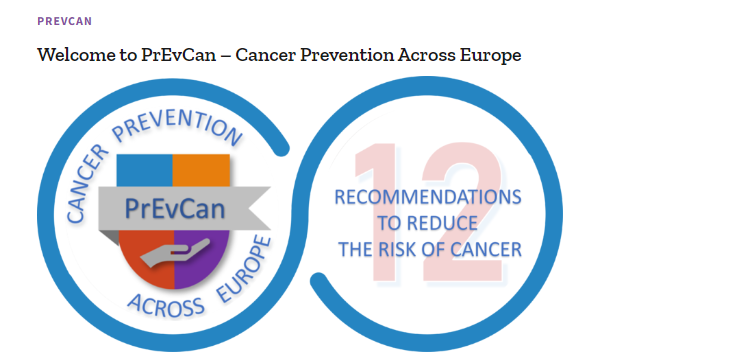 PREVCAN
Welcome to PrEvCan – Cancer Prevention Across Europe
CANCER PREVENTION
PrEvCan
ACROSS EUROPE
12
RECOMMENDATIONS
TO REDUCE
THE RISK OF CANCER